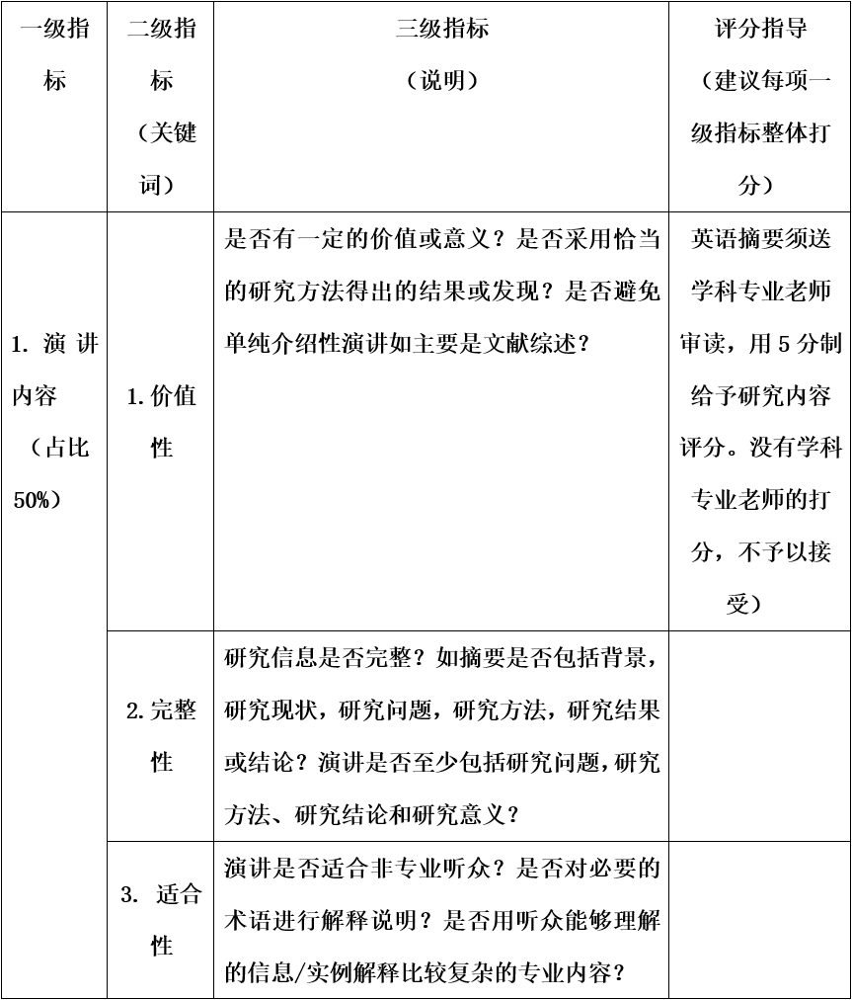 一级指
标
二级指
标
（关键
词）
三级指标
（说明）
评分指导
（建议每项一
级指标整体打
分）
1. 演 讲
内容
（占比
50%）
1.价值
性
是否有一定的价值或意义？是否采用恰当
的研究方法得出的结果或发现？是否避免
单纯介绍性演讲如主要是文献综述？
英语摘要须送
学科专业老师
审读，用 5 分制
给予研究内容
评分。没有学科
专业老师的打
分，不予以接
受）
2.完整
性
研究信息是否完整？如摘要是否包括背景，
研究现状，研究问题，研究方法，研究结果
或结论？演讲是否至少包括研究问题，研究
方法、研究结论和研究意义？
3. 适合
性
演讲是否适合非专业听众？是否对必要的
术语进行解释说明？是否用听众能够理解
的信息/实例解释比较复杂的专业内容？